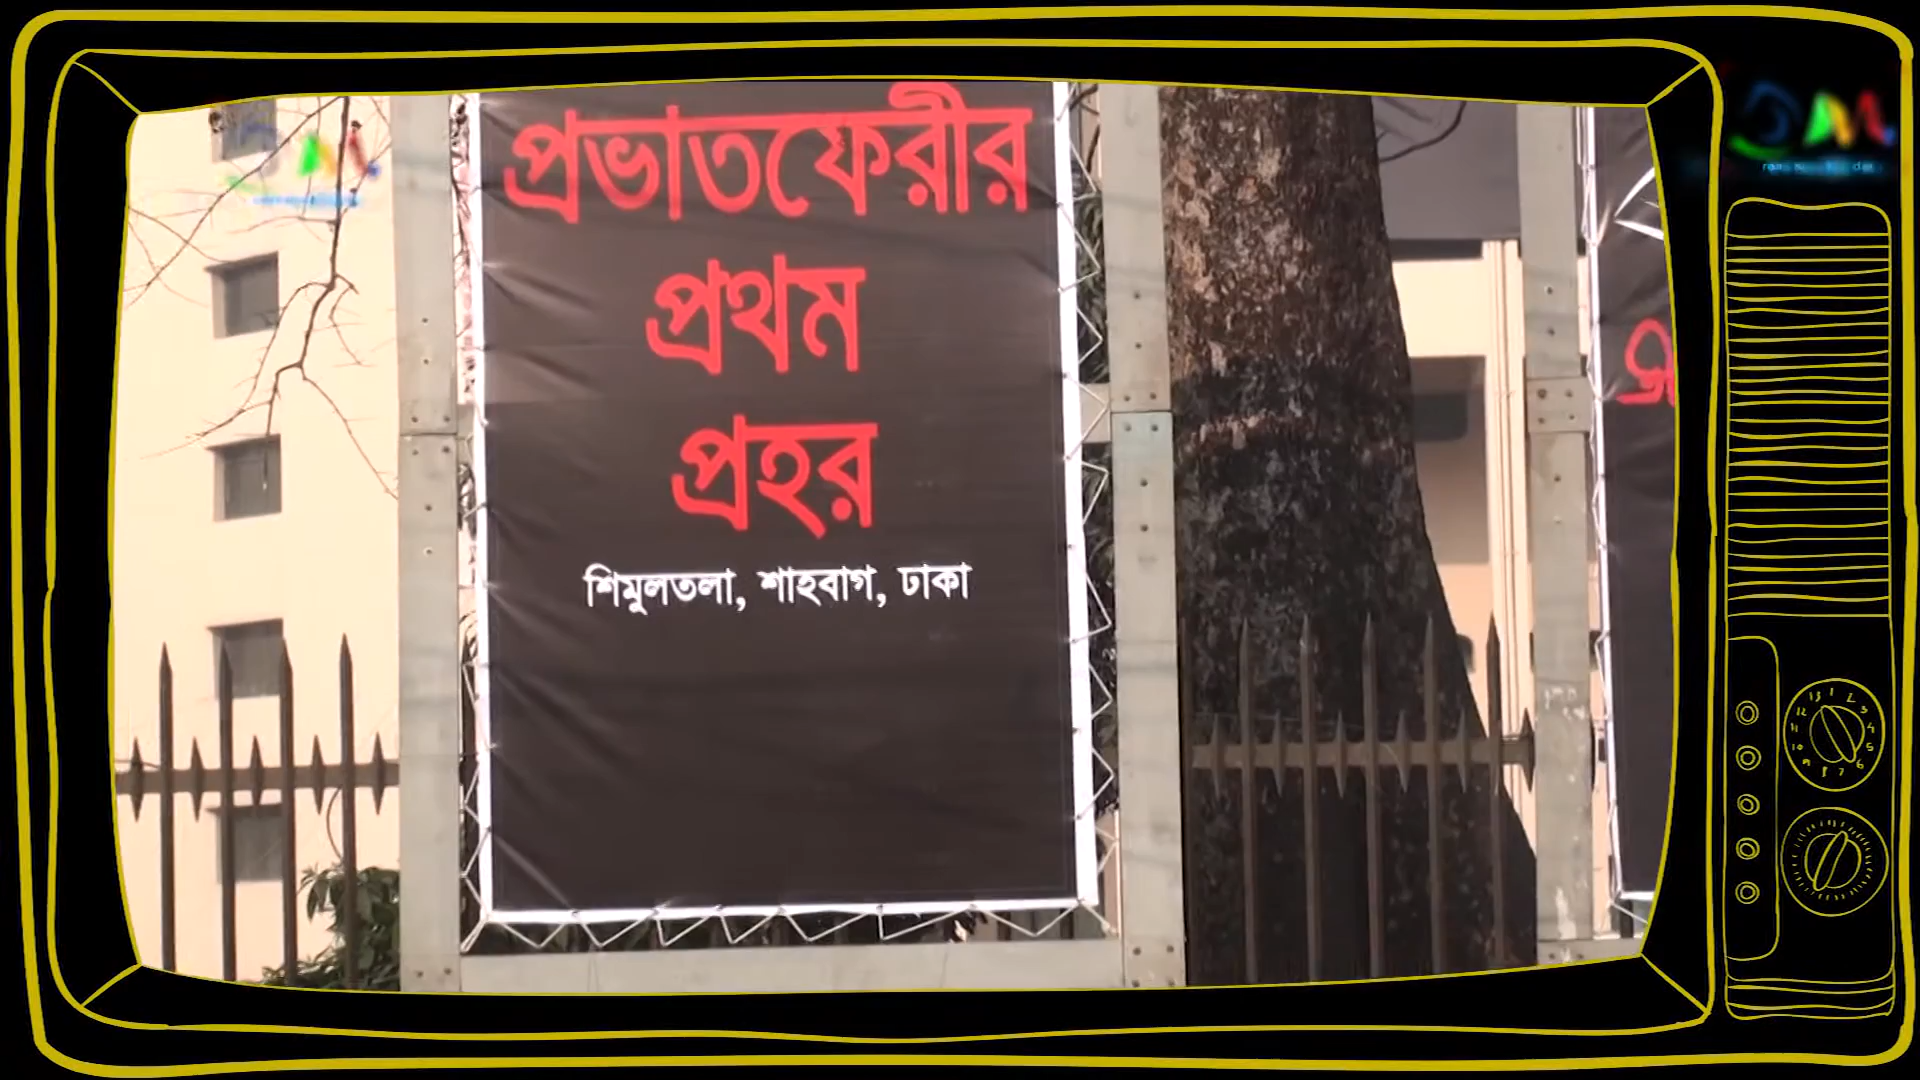 প্রভাতফেরীর
প্রথম
প্রহর
শিমুলতলা, শাহবাগ, ঢাকা